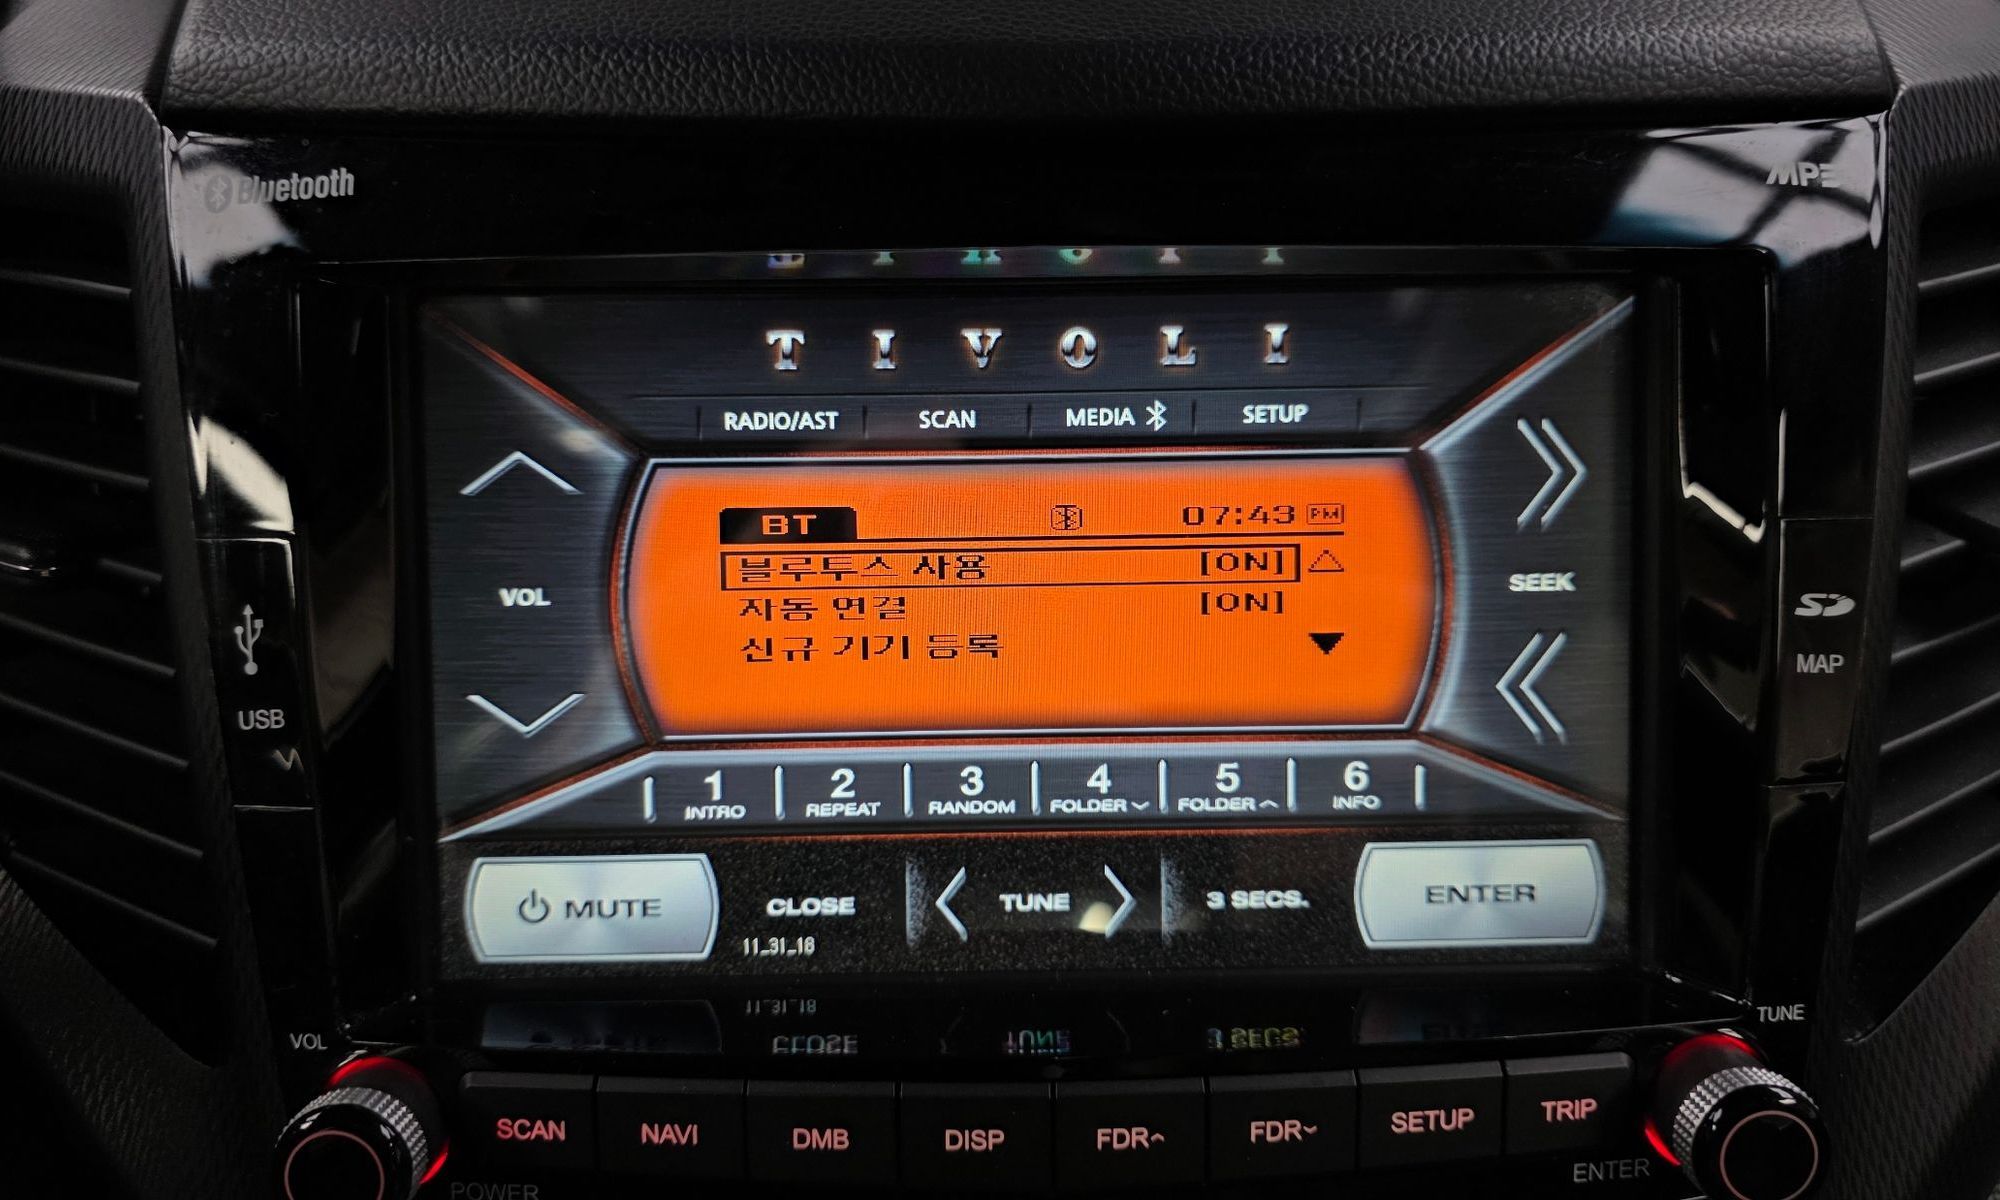 Bluetooth
MP3
TIVOLI
RADIO/AST SCAN MEDIA SETUP
BT 07:43 PM
블루투스 사용 [ON]
자동 연결 [ON]
신규 기기 등록
VOL
SEEK
USB
SD
MAP
1 2 3 4 5 6
INTRO REPEAT RANDOM FOLDER FOLDER INFO
MUTE CLOSE TUNE 3 SECS. ENTER
11_31_18
VOL
TUNE
SCAN NAVI DMB DISP FDR^ FDR⌄ SETUP TRIP
POWER
ENTER